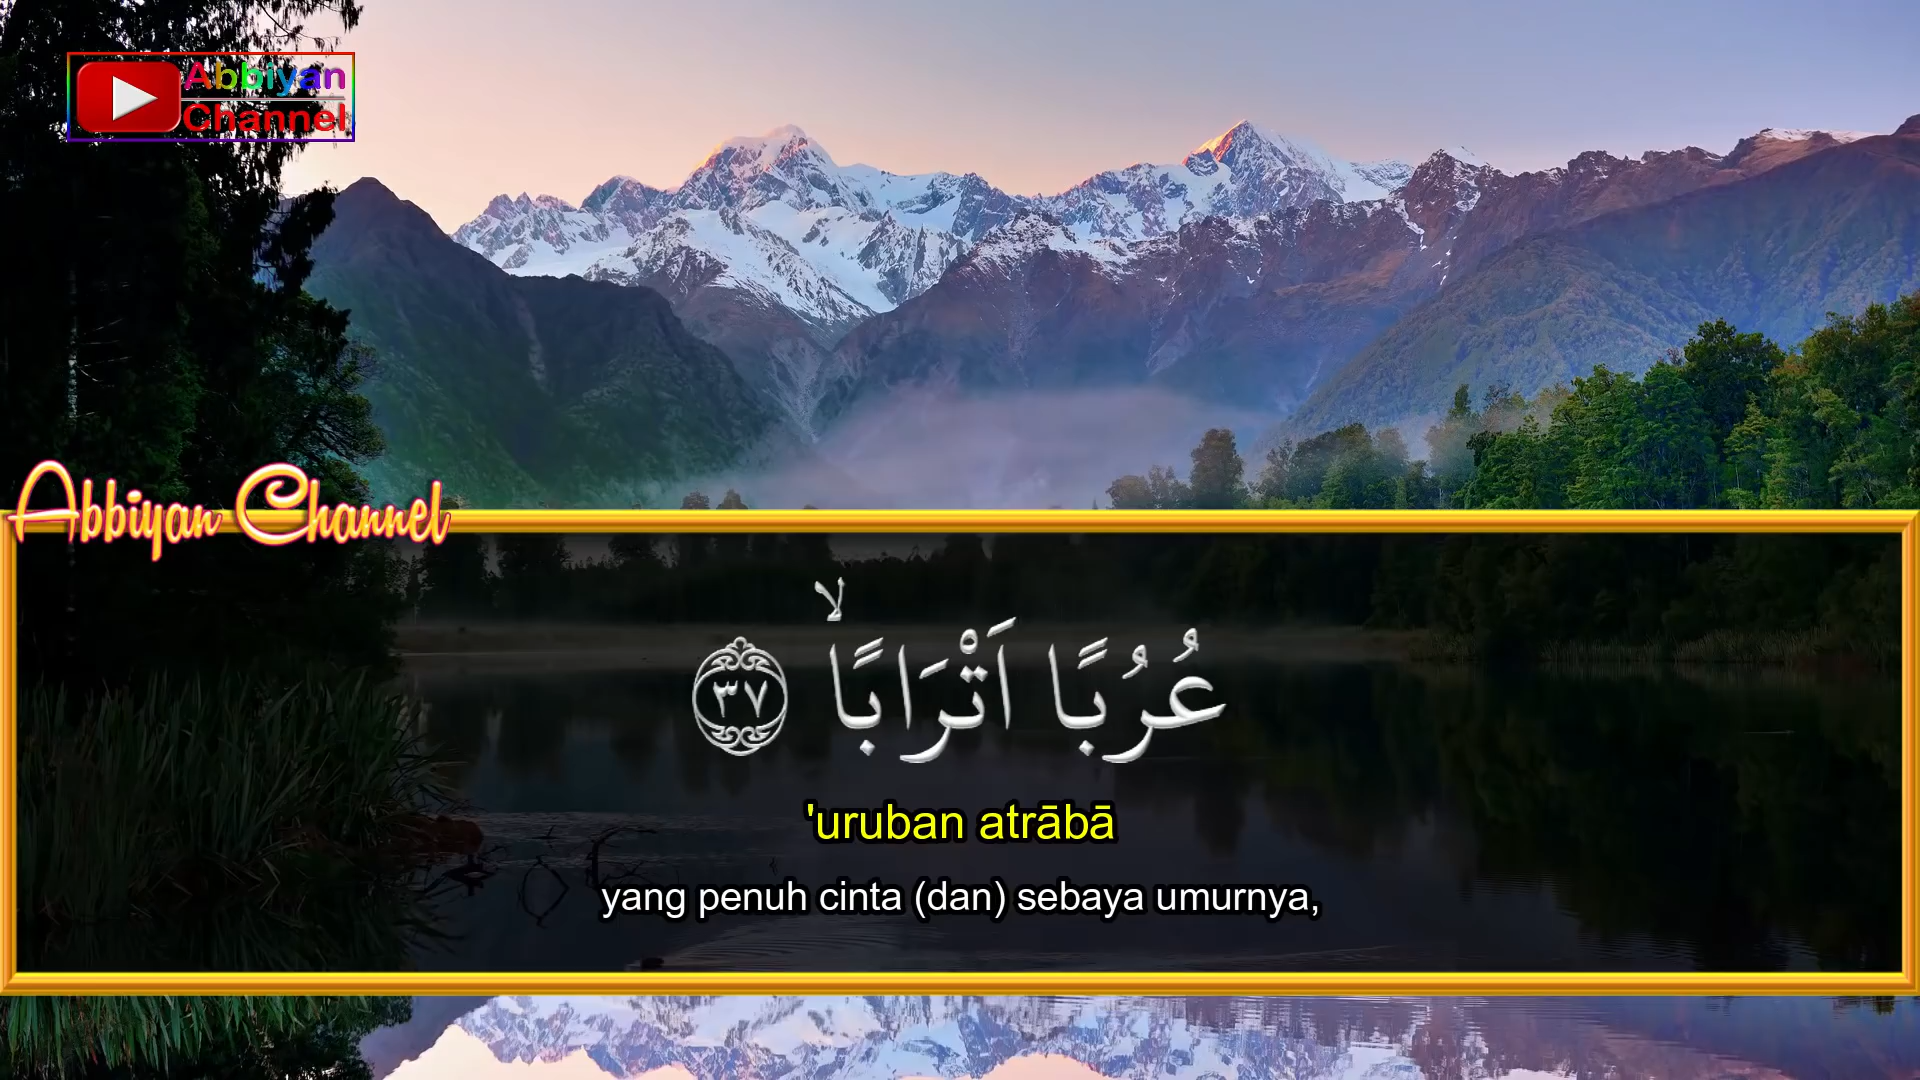 Abbiyan
Channel
Abbiyan Channel
عُرُبًا اَتْرَابًاۙ ٣٧
'uruban atrābā
yang penuh cinta (dan) sebaya umurnya,